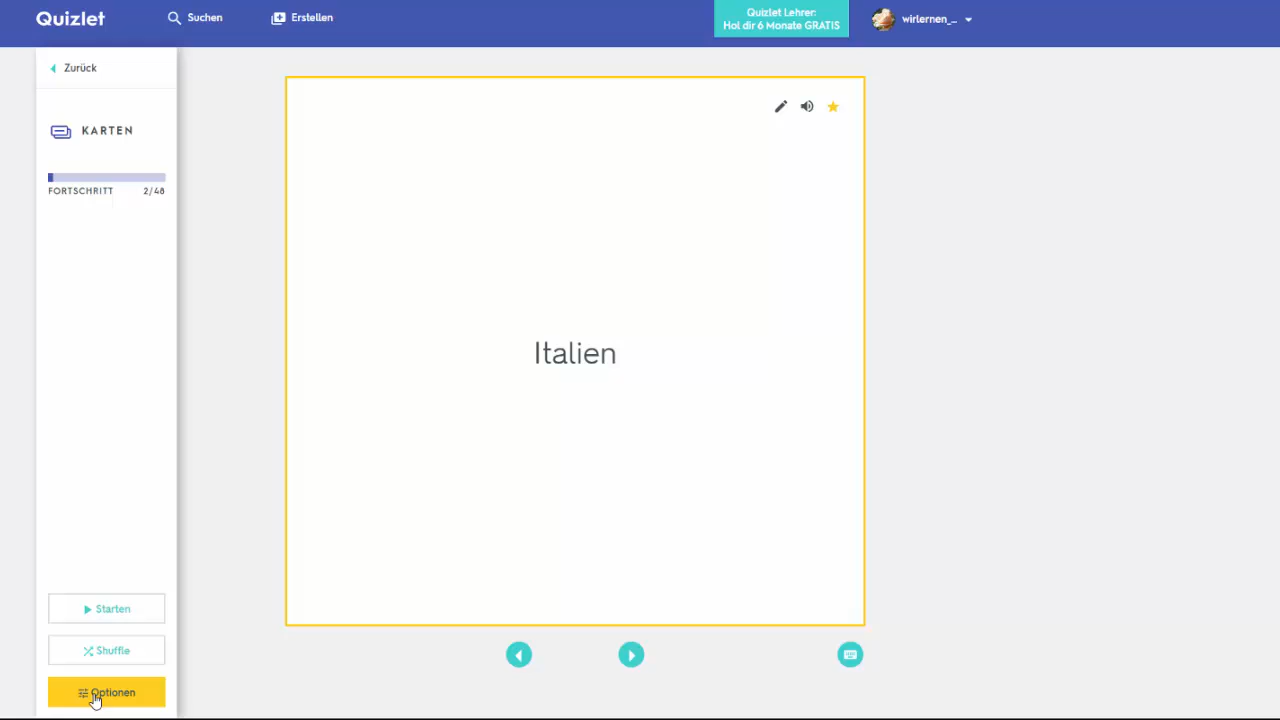 Quizlet
Suchen
Erstellen
Quizlet Lehrer:
Hol dir 6 Monate GRATIS
wirlernen_...
Zurück
KARTEN
FORTSCHRITT 2/48
Italien
Starten
Shuffle
Optionen